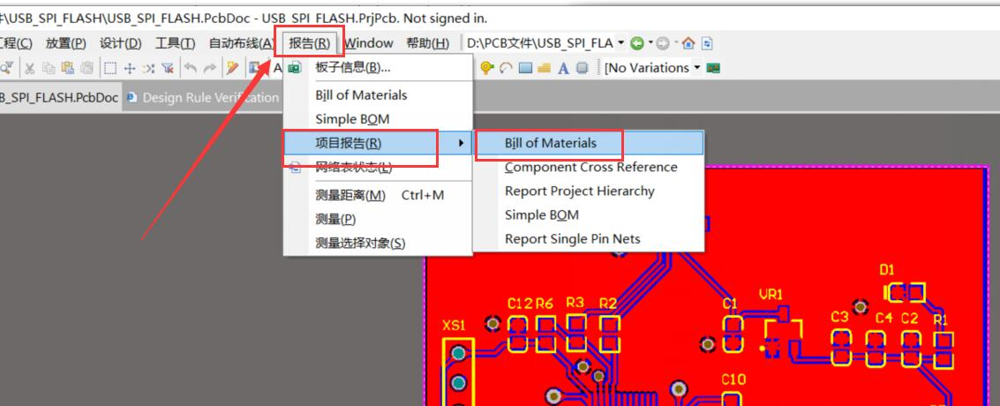 \USB_SPI_FLASH\USB_SPI_FLASH.PcbDoc - USB_SPI_FLASH.PrjPcb. Not signed in.
工程(C) 放置(P) 设计(D) 工具(T) 自动布线(A) 报告(R) Window 帮助(H) D:\PCB文件\USB_SPI_FLA
A [No Variations
B_SPI_FLASH.PcbDoc Design Rule Verification
板子信息(B)...
Bill of Materials
Simple BOM
项目报告(R)
网络表状态(L)
测量距离(M) Ctrl+M
测量(P)
测量选择对象(S)
Bill of Materials
Component Cross Reference
Report Project Hierarchy
Simple BOM
Report Single Pin Nets
D1
C12 R6 R3 R2 C1 VR1
XS1 C3 C4 C2 R1
C10